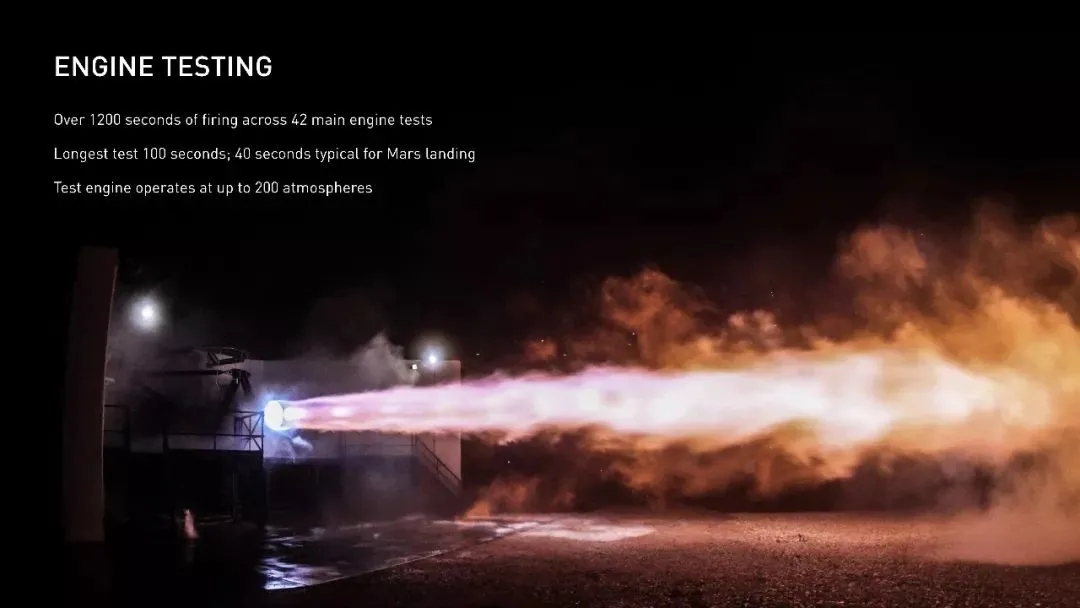 ENGINE TESTING
Over 1200 seconds of firing across 42 main engine tests
Longest test 100 seconds; 40 seconds typical for Mars landing
Test engine operates at up to 200 atmospheres